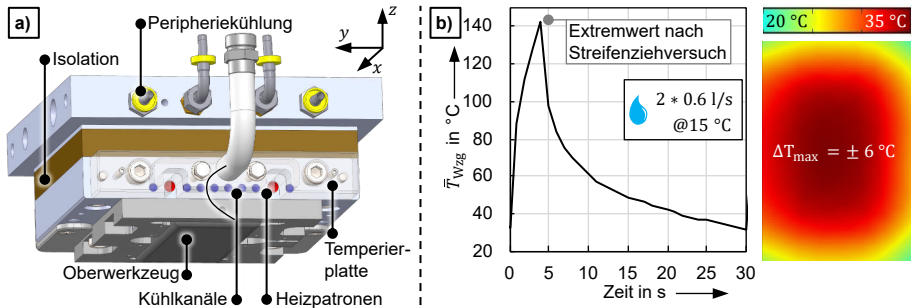 a)
Peripheriekühlung
Isolation
z
y
x
Oberwerkzeug
Temperier-
platte
Kühlkanäle
Heizpatronen
b)
T̅Wzg in °C
140
120
100
80
60
40
20
0
5
10
15
20
25
30
Zeit in s
Extremwert nach
Streifenziehversuch
2 * 0.6 l/s
@15 °C
20 °C
35 °C
ΔTmax = ± 6 °C